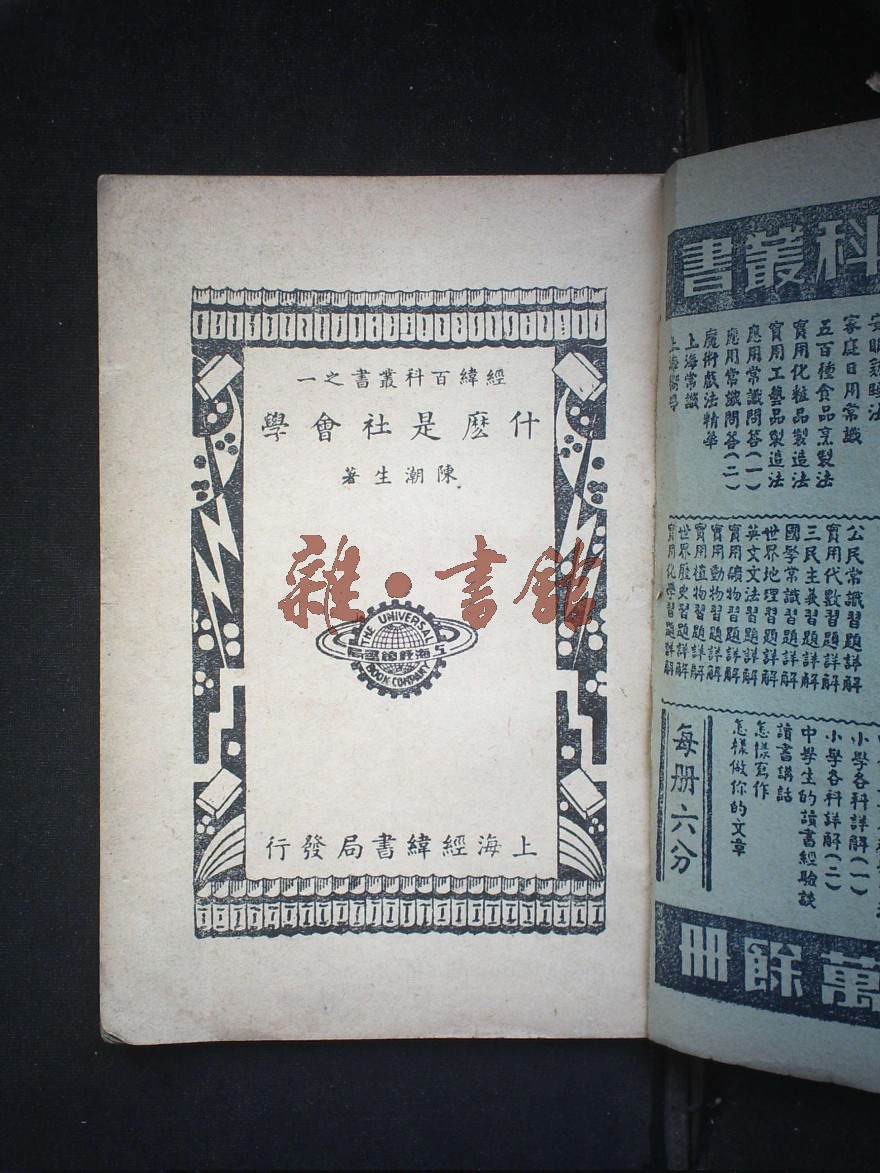 經緯百科叢書之一
什麽是社會學
陳潮生著
雜·書館
THE UNIVERSAL
上海經緯書局
BOOK COMPANY
上海經緯書局發行
科叢書
家庭日用常識
五百種食品烹製法
實用化粧品製造法
實用工藝品製造法
應用常識問答(一)
應用常識問答(二)
魔術戲法精華
上海常識
公民常識習題詳解
實用代數習題詳解
三民主義習題詳解
國學常識習題詳解
世界地理習題詳解
英文文法習題詳解
實用礦物習題詳解
實用動物習題詳解
實用植物習題詳解
世界歷史習題詳解
實用化學習題詳解
小學各科詳解(一)
小學各科詳解(二)
中學生的讀書經驗談
讀書講話
怎樣寫作
怎樣做你的文章
每册六分
萬餘冊